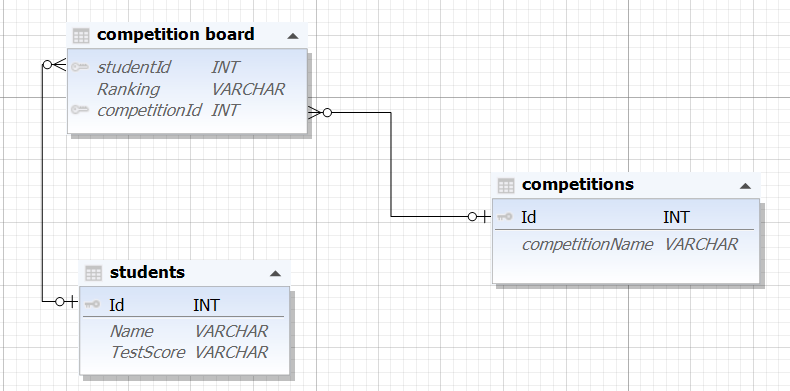 competition board
studentId INT
Ranking VARCHAR
competitionId INT
competitions
Id INT
competitionName VARCHAR
students
Id INT
Name VARCHAR
TestScore VARCHAR